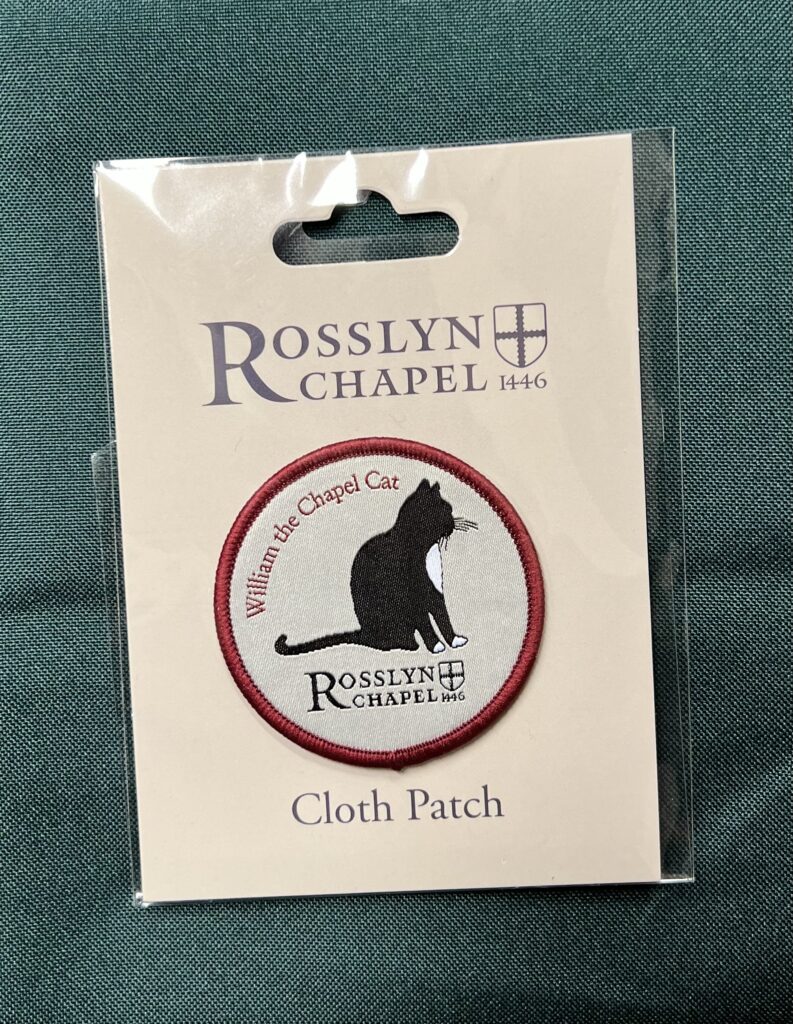 ROSSLYN
CHAPEL 1446
William the Chapel Cat
ROSSLYN
CHAPEL 1446
Cloth Patch